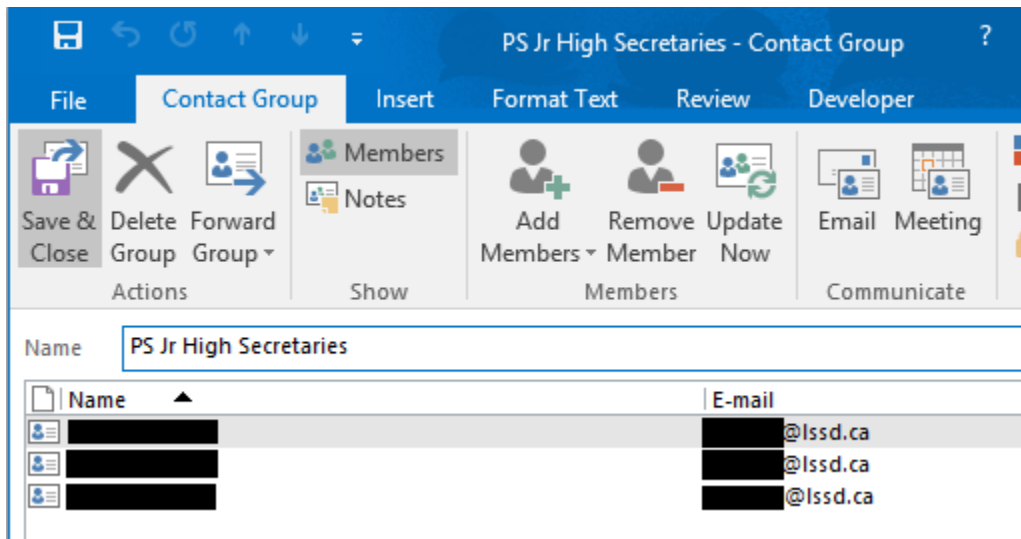 PS Jr High Secretaries - Contact Group ?
File Contact Group Insert Format Text Review Developer
Save & Close
Delete Group
Forward Group
Members
Notes
Add Members
Remove Member
Update Now
Email
Meeting
Actions Show Members Communicate
Name PS Jr High Secretaries
Name E-mail
@lssd.ca
@lssd.ca
@lssd.ca